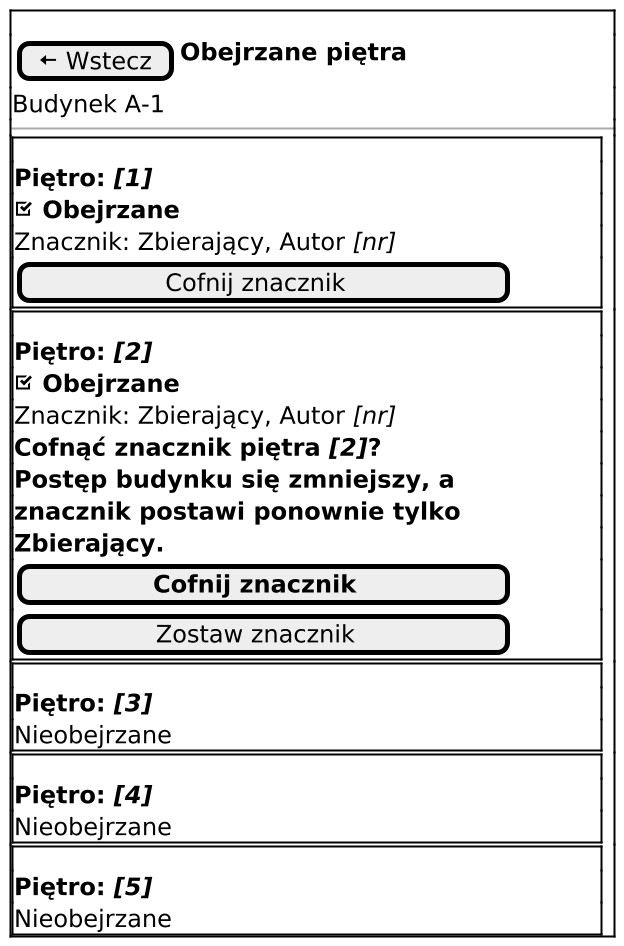 ← Wstecz Obejrzane piętra
Budynek A-1
Piętro: [1]
☑ Obejrzane
Znacznik: Zbierający, Autor [nr]
Cofnij znacznik
Piętro: [2]
☑ Obejrzane
Znacznik: Zbierający, Autor [nr]
Cofnąć znacznik piętra [2]?
Postęp budynku się zmniejszy, a
znacznik postawi ponownie tylko
Zbierający.
Cofnij znacznik
Zostaw znacznik
Piętro: [3]
Nieobejrzane
Piętro: [4]
Nieobejrzane
Piętro: [5]
Nieobejrzane